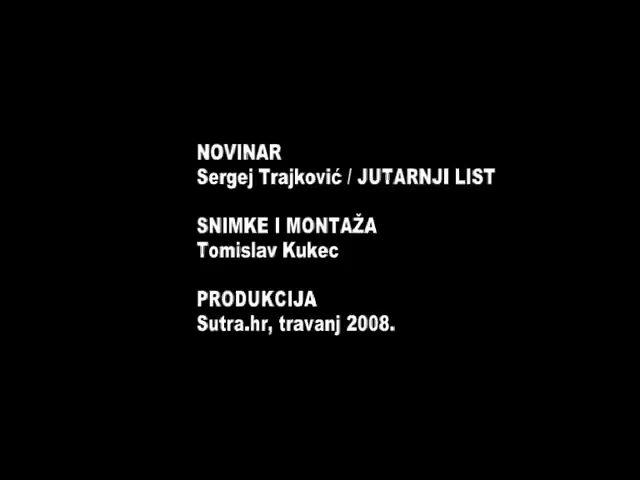 NOVINAR
Sergej Trajković / JUTARNJI LIST
SNIMKE I MONTAŽA
Tomislav Kukec
PRODUKCIJA
Sutra.hr, travanj 2008.